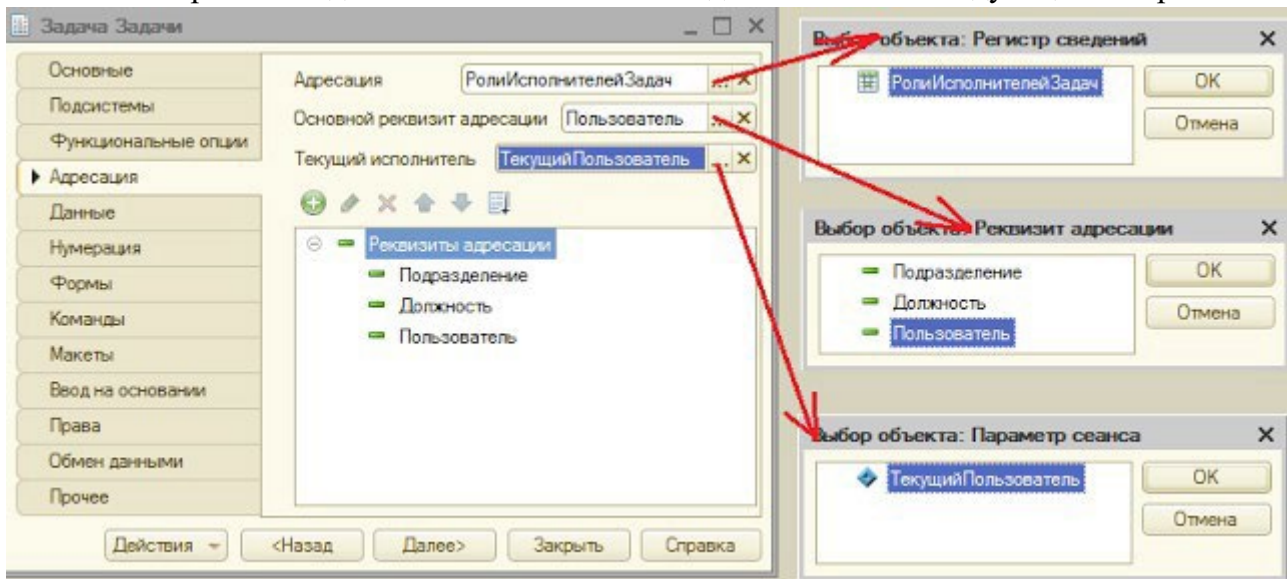 Задача Задачи
Основные
Подсистемы
Функциональные опции
Адресация
Данные
Нумерация
Формы
Команды
Макеты
Ввод на основании
Права
Обмен данными
Прочее
Адресация РолиИсполнителейЗадач ...
Основной реквизит адресации Пользователь ...
Текущий исполнитель ТекущийПользователь ...
Реквизиты адресации
Подразделение
Должность
Пользователь
Действия <Назад Далее> Закрыть Справка
Выбор объекта: Регистр сведений
РолиИсполнителейЗадач
OK
Отмена
Выбор объекта: Реквизит адресации
Подразделение
Должность
Пользователь
OK
Отмена
Выбор объекта: Параметр сеанса
ТекущийПользователь
OK
Отмена